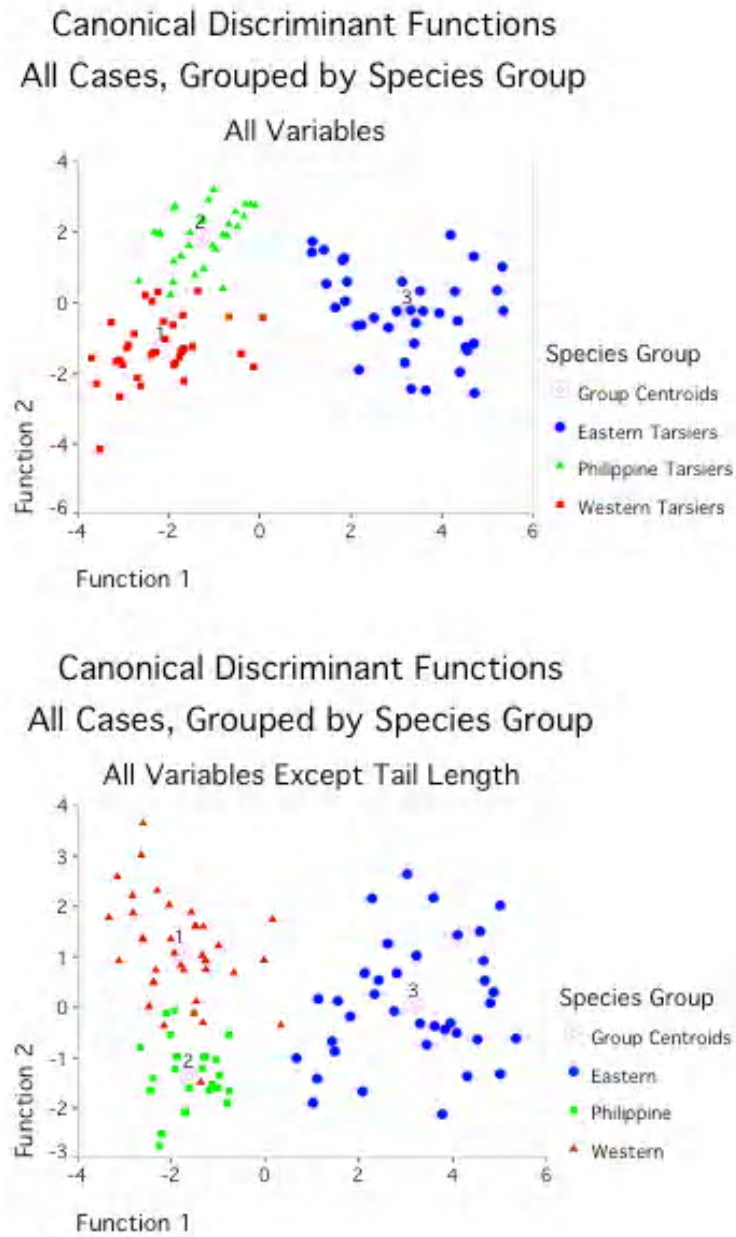 Canonical Discriminant Functions
All Cases, Grouped by Species Group
All Variables
4
2
0
-2
-4
-6
Function 2
-4
-2
0
2
4
6
Function 1
1
2
3
Species Group
Group Centroids
Eastern Tarsiers
Philippine Tarsiers
Western Tarsiers
Canonical Discriminant Functions
All Cases, Grouped by Species Group
All Variables Except Tail Length
4
3
2
1
0
-1
-2
-3
Function 2
-4
-2
0
2
4
6
Function 1
1
2
3
Species Group
Group Centroids
Eastern
Philippine
Western